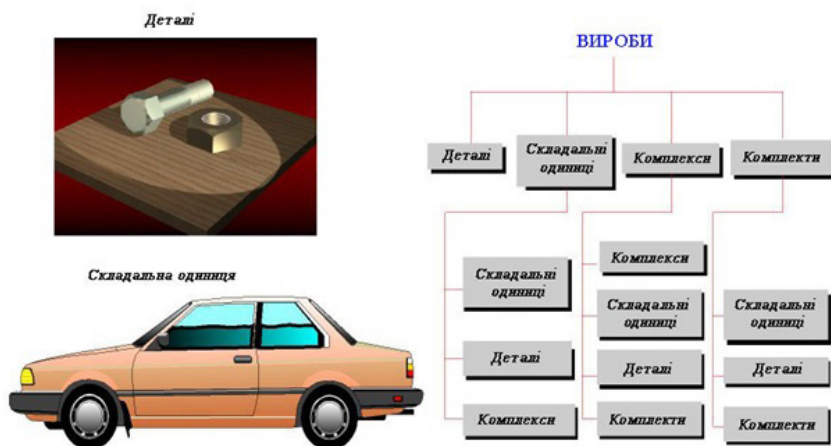 Деталі
Складальна одиниця
ВИРОБИ
Деталі
Складальні
одиниці
Комплекси
Комплекти
Складальні
одиниці
Деталі
Комплекси
Комплекси
Складальні
одиниці
Деталі
Комплекти
Складальні
одиниці
Деталі
Комплекти